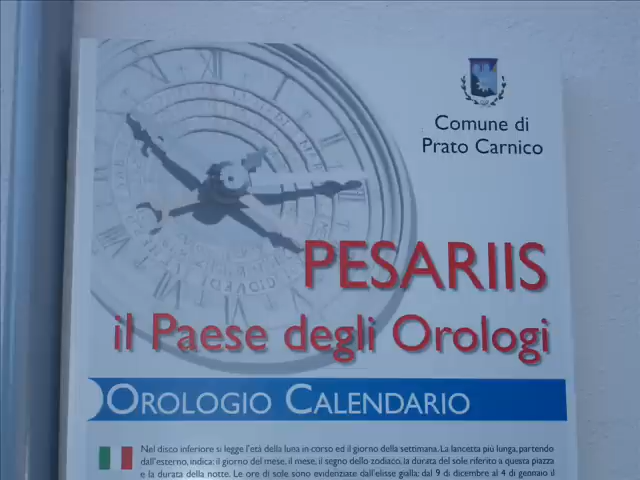 Comune di
Prato Carnico
PESARIIS
il Paese degli Orologi
OROLOGIO CALENDARIO
Nel disco inferiore si legge l'età della luna in corso ed il giorno della settimana. La lancetta più lunga, partendo
dall'esterno, indica: il giorno del mese, il mese, il segno dello zodiaco, la durata del sole riferito a questa piazza
e la durata della notte. Le ore di sole sono evidenziate dall'elisse gialla: dal 9 di dicembre al 4 di gennaio il